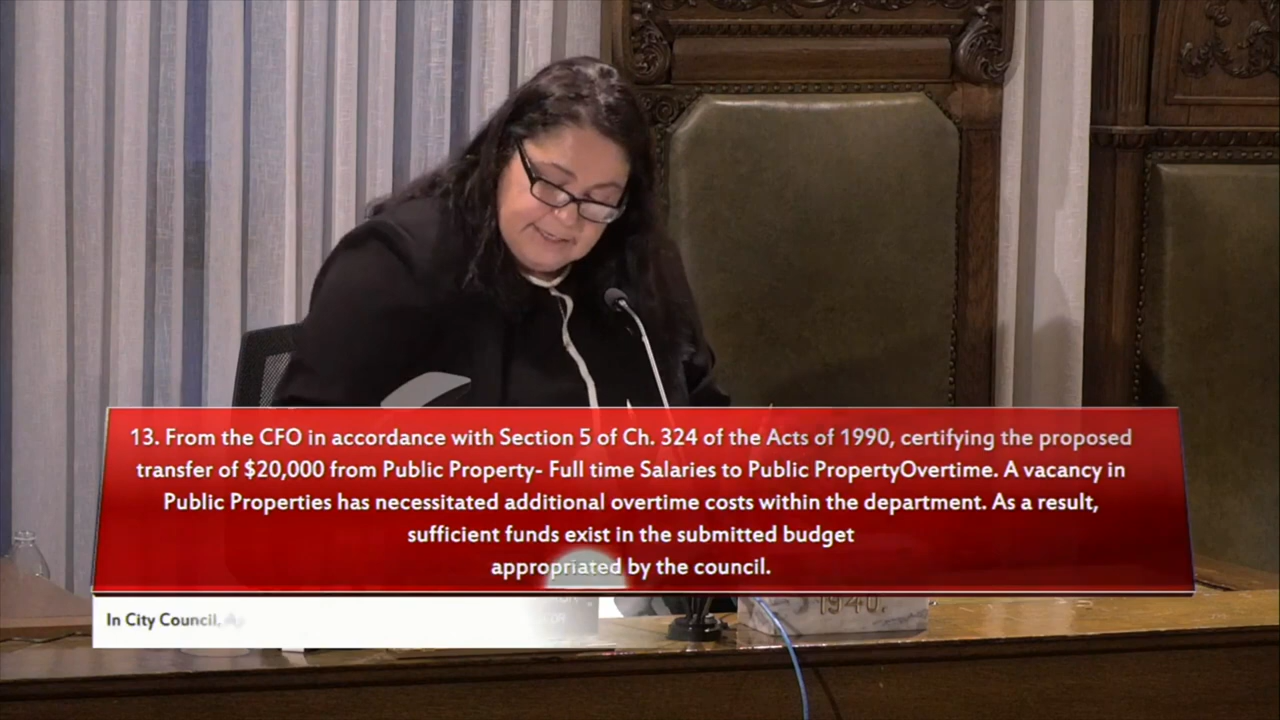 13. From the CFO in accordance with Section 5 of Ch. 324 of the Acts of 1990, certifying the proposed
transfer of $20,000 from Public Property- Full time Salaries to Public PropertyOvertime. A vacancy in
Public Properties has necessitated additional overtime costs within the department. As a result,
sufficient funds exist in the submitted budget
appropriated by the council.
1940.
In City Council,